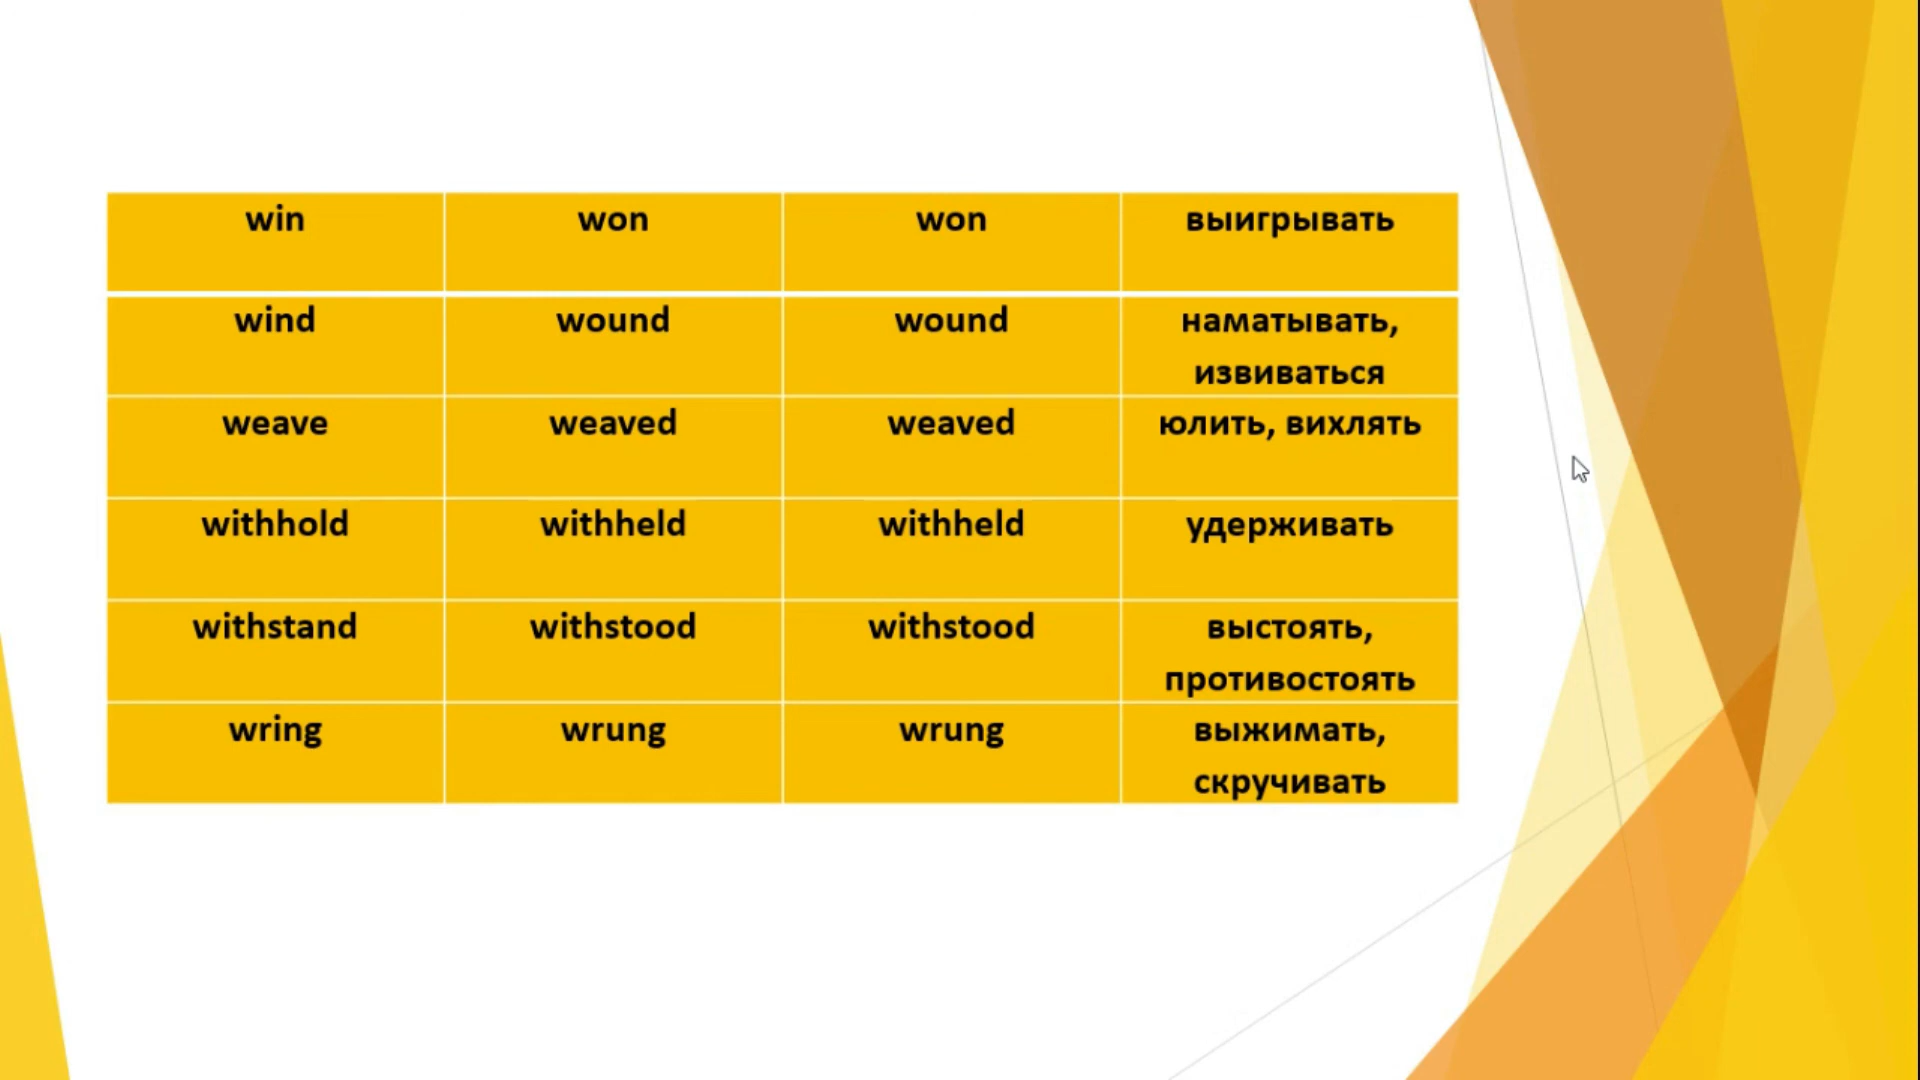 win won won выигрывать
wind wound wound наматывать,
извиваться
weave weaved weaved юлить, вихлять
withhold withheld withheld удерживать
withstand withstood withstood выстоять,
противостоять
wring wrung wrung выжимать,
скручивать